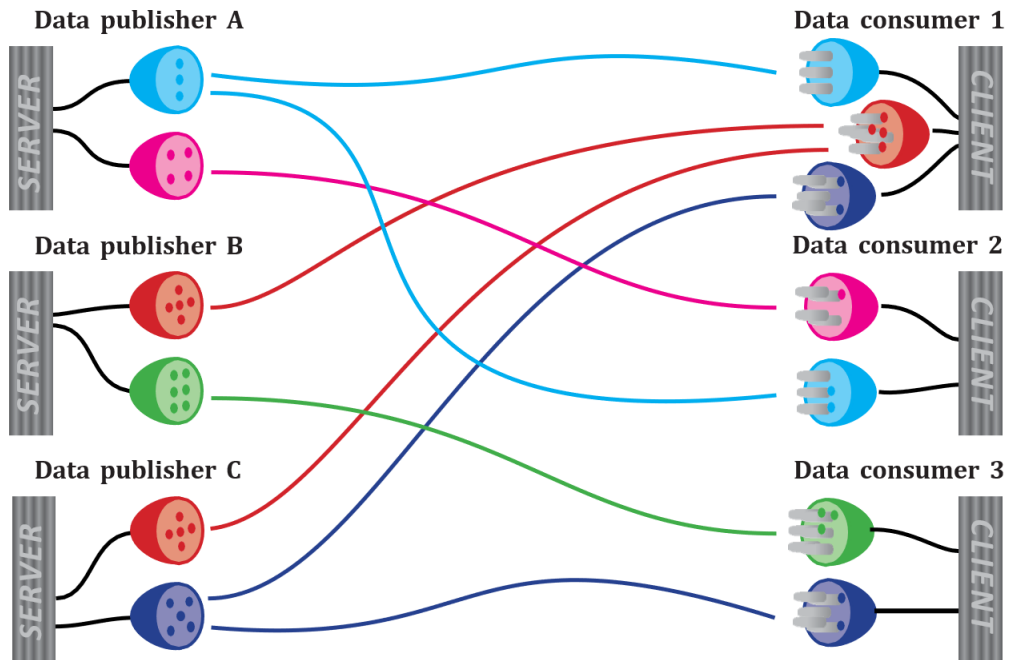 Data publisher A
Data consumer 1
SERVER
CLIENT
Data publisher B
Data consumer 2
SERVER
CLIENT
Data publisher C
Data consumer 3
SERVER
CLIENT